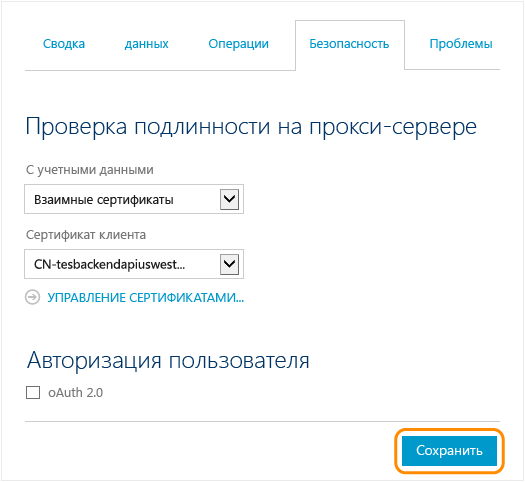 Сводка данных Операции Безопасность Проблемы
Проверка подлинности на прокси-сервере
С учетными данными
Взаимные сертификаты
Сертификат клиента
CN-tesbackendapiuswest...
УПРАВЛЕНИЕ СЕРТИФИКАТАМИ...
Авторизация пользователя
oAuth 2.0
Сохранить